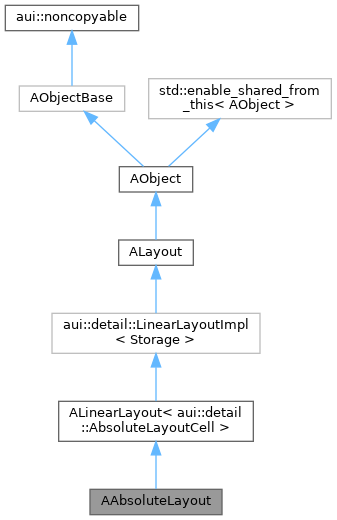 aui::noncopyable
AObjectBase
std::enable_shared_from
_this< AObject >
AObject
ALayout
aui::detail::LinearLayoutImpl
< Storage >
ALinearLayout< aui::detail
::AbsoluteLayoutCell >
AAbsoluteLayout